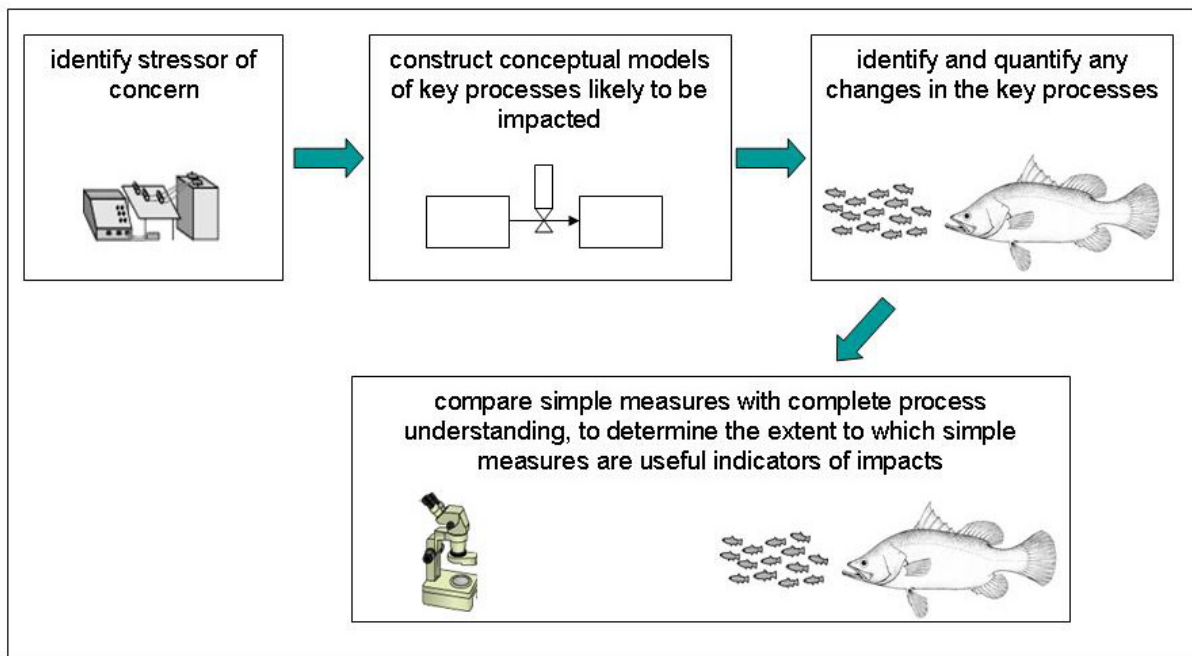 identify stressor of
concern
construct conceptual models
of key processes likely to be
impacted
identify and quantify any
changes in the key processes
compare simple measures with complete process
understanding, to determine the extent to which simple
measures are useful indicators of impacts